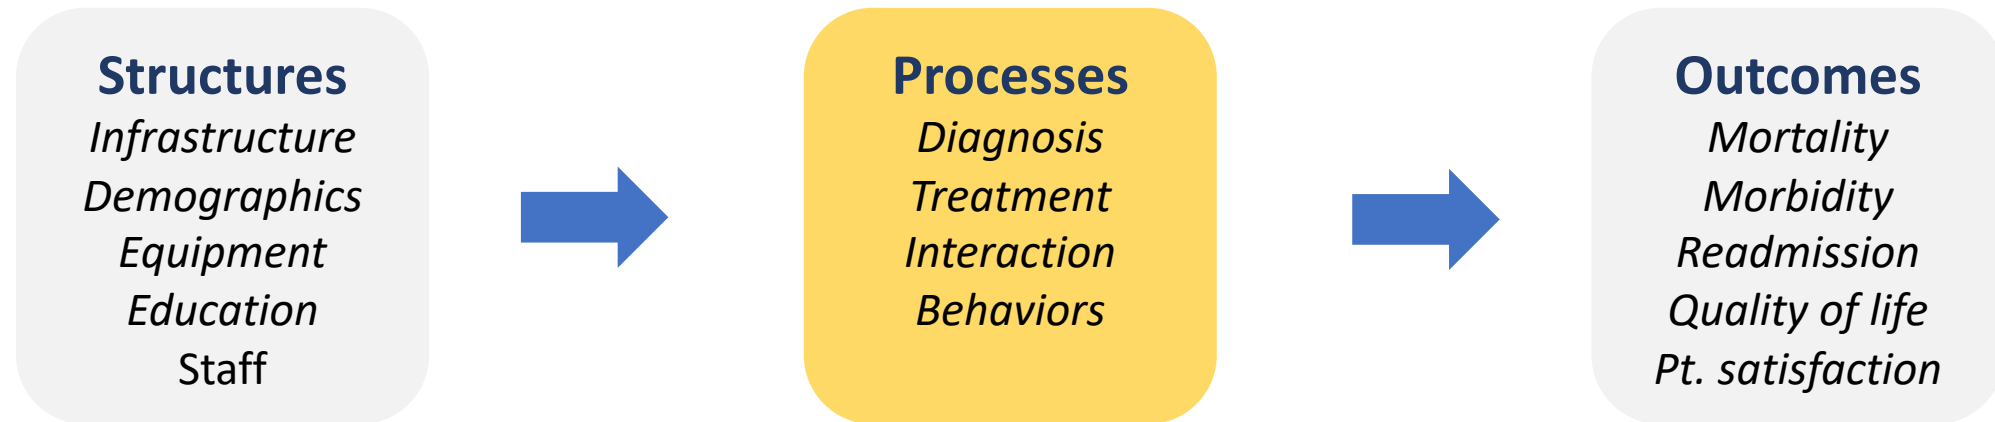 Structures
Infrastructure
Demographics
Equipment
Education
Staff
Processes
Diagnosis
Treatment
Interaction
Behaviors
Outcomes
Mortality
Morbidity
Readmission
Quality of life
Pt. satisfaction